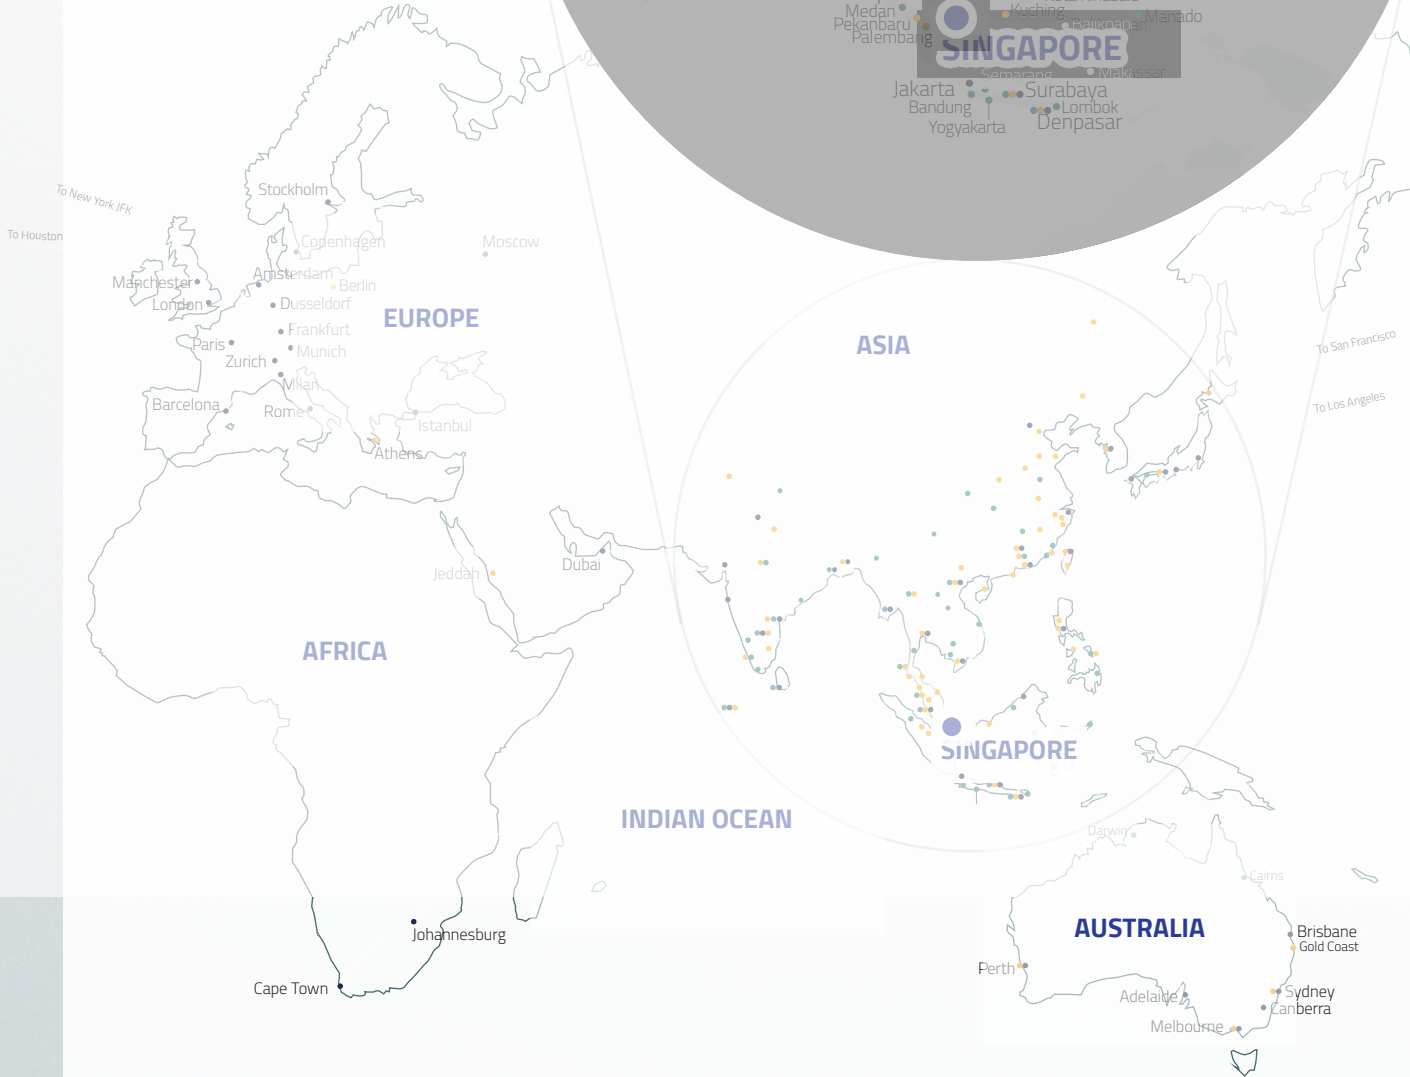 Medan
Kuching
Manado
Pekanbaru
Balikpapan
Palembang
SINGAPORE
Semarang
Makassar
Jakarta
Surabaya
Bandung
Lombok
Yogyakarta
Denpasar
To New York JFK
To Houston
Stockholm
Copenhagen
Moscow
Amsterdam
Manchester
Berlin
London
Dusseldorf
EUROPE
Frankfurt
Paris
Munich
Zurich
Milan
Barcelona
Rome
Istanbul
Athens
ASIA
To San Francisco
To Los Angeles
Dubai
Jeddah
AFRICA
SINGAPORE
INDIAN OCEAN
Darwin
Cairns
AUSTRALIA
Brisbane
Gold Coast
Johannesburg
Perth
Cape Town
Adelaide
Sydney
Canberra
Melbourne